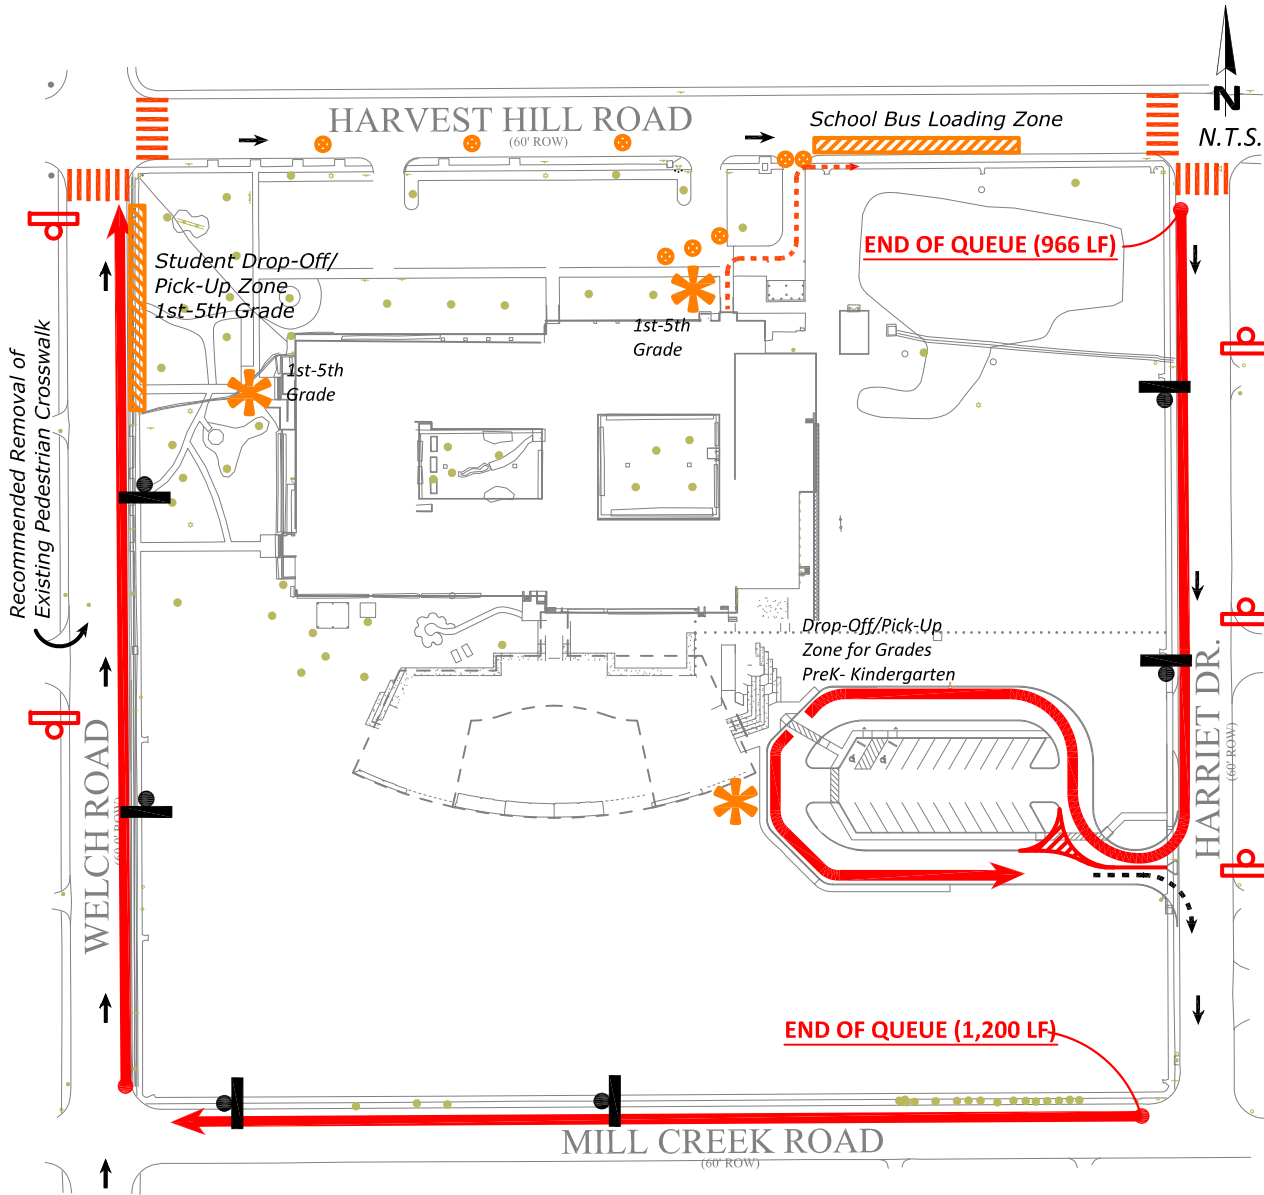 HARVEST HILL ROAD
(60' ROW)
School Bus Loading Zone
N
N.T.S.
END OF QUEUE (966 LF)
Student Drop-Off/
Pick-Up Zone
1st-5th Grade
1st-5th
Grade
1st-5th
Grade
Recommended Removal of
Existing Pedestrian Crosswalk
Drop-Off/Pick-Up
Zone for Grades
PreK- Kindergarten
HARRIET DR.
(60' ROW)
WELCH ROAD
(60.0' ROW)
END OF QUEUE (1,200 LF)
MILL CREEK ROAD
(60' ROW)